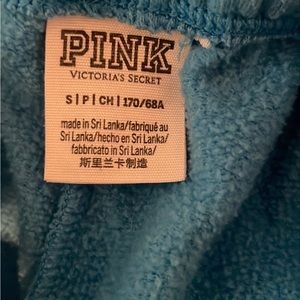 PINK
VICTORIA'S SECRET
S | P | CH | 170/68A
made in Sri Lanka/fabriqué au
Sri Lanka/hecho en Sri Lanka/
fabbricato in Sri Lanka/
斯里兰卡制造